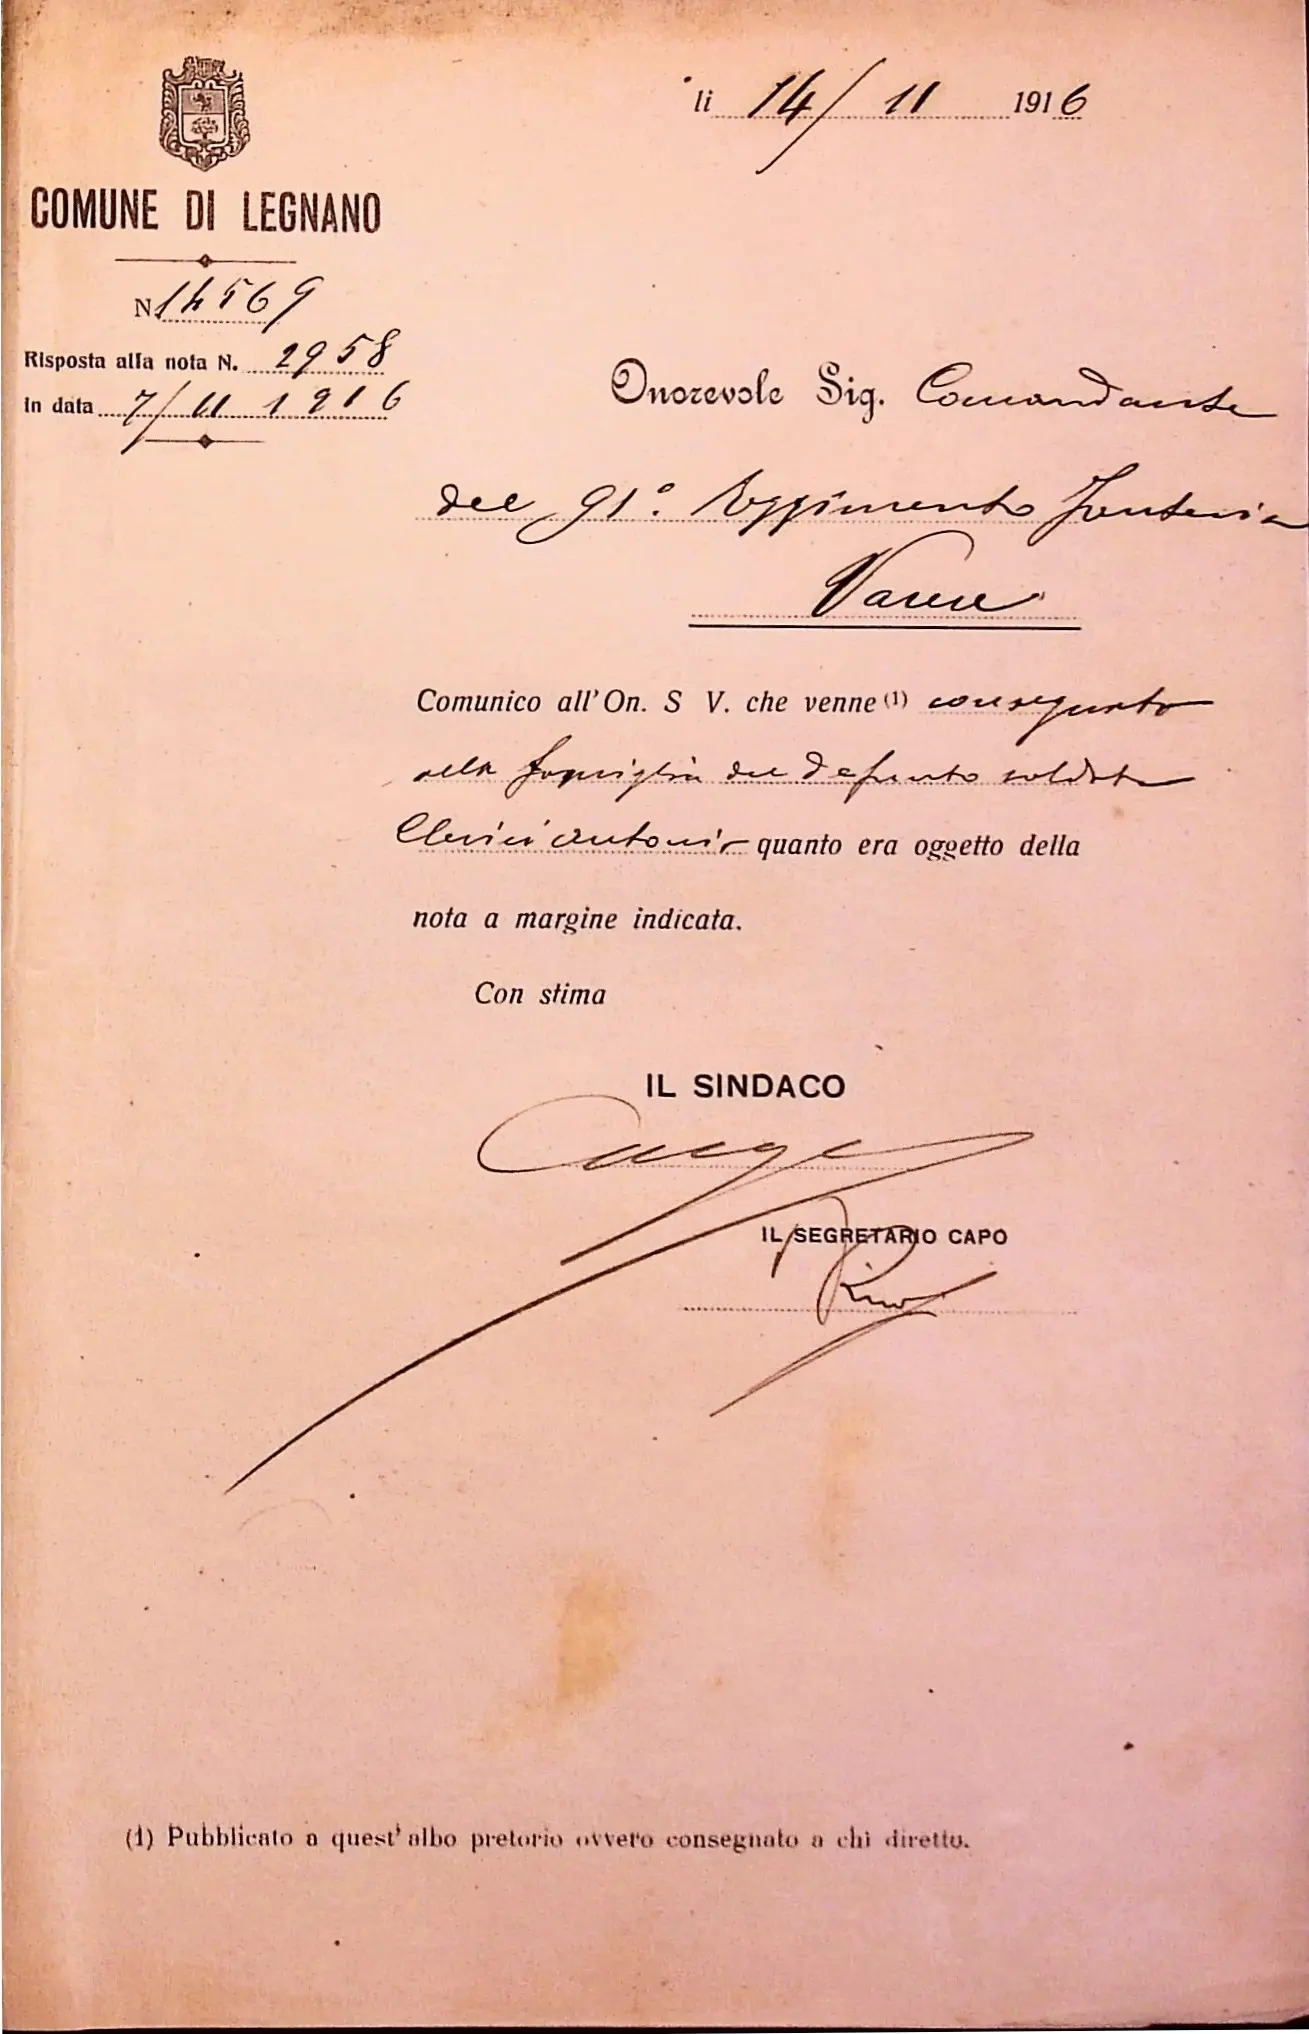 li 14/11 1916
COMUNE DI LEGNANO
N. 14569
Risposta alla nota N. 2958
in data 7/11 1916
Onorevole Sig. Comandante
del 91º Reggimento Fanteria
Varese
Comunico all'On. S V. che venne (1) consegnato
alla famiglia del defunto soldato
Clerici Antonio quanto era oggetto della
nota a margine indicata.
Con stima
IL SINDACO
IL SEGRETARIO CAPO
(1) Pubblicato a quest'albo pretorio ovvero consegnato a chi diretto.